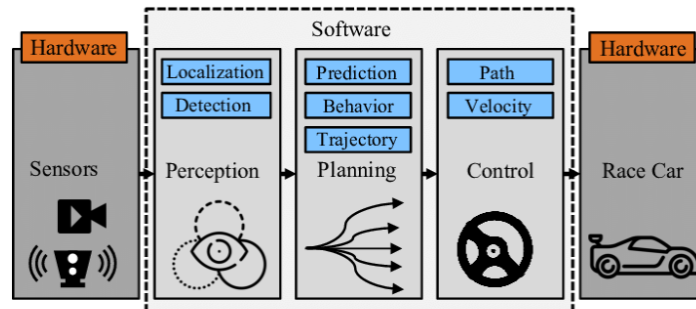 Software
Hardware
Sensors
Localization
Detection
Perception
Prediction
Behavior
Trajectory
Planning
Path
Velocity
Control
Hardware
Race Car